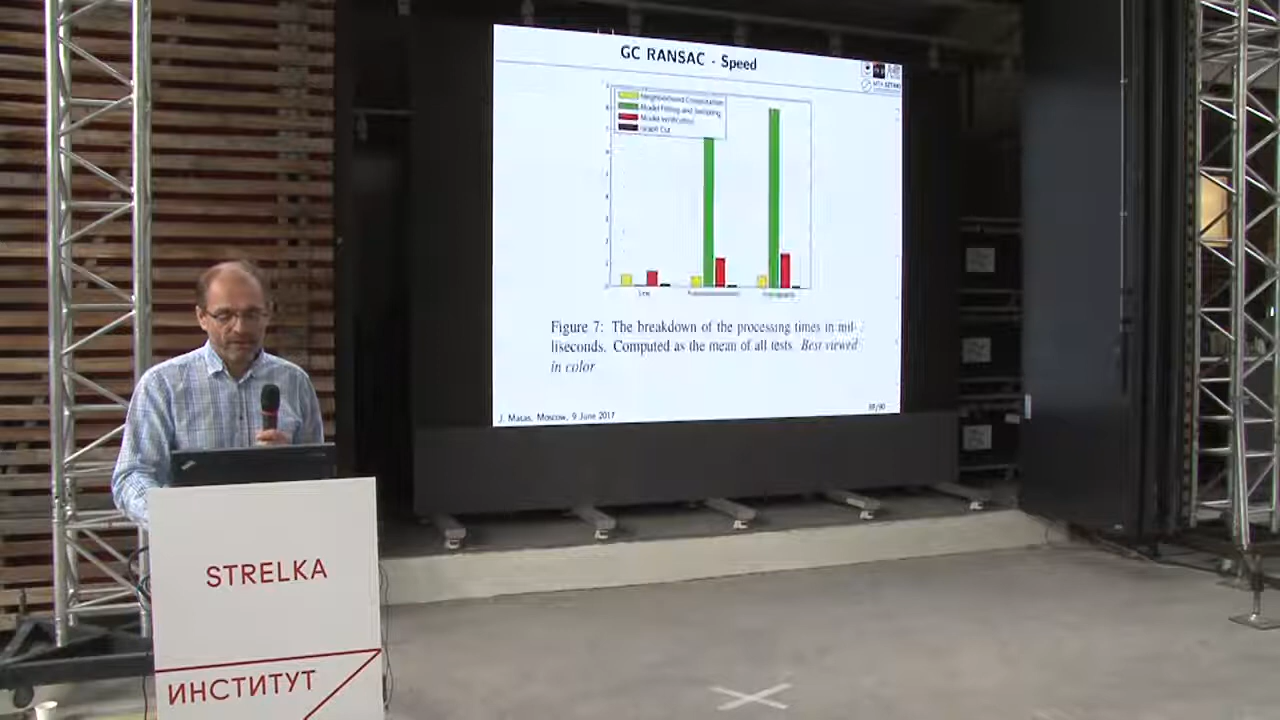 GC RANSAC - Speed
Neighborhood Computation
Model Fitting and Sampling
Model Verification
Graph Cut
Line
Figure 7: The breakdown of the processing times in mil-
liseconds. Computed as the mean of all tests. Best viewed
in color
J. Matas, Moscow, 9 June 2017
STRELKA
ИНСТИТУТ